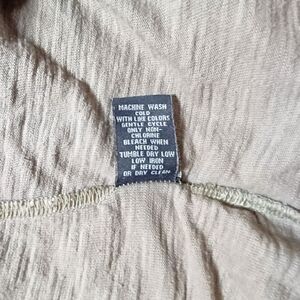 MACHINE WASH
COLD
WITH LIKE COLORS
GENTLE CYCLE
ONLY NON-
CHLORINE
BLEACH WHEN
NEEDED
TUMBLE DRY LOW
LOW IRON
IF NEEDED
OR DRY CLEAN